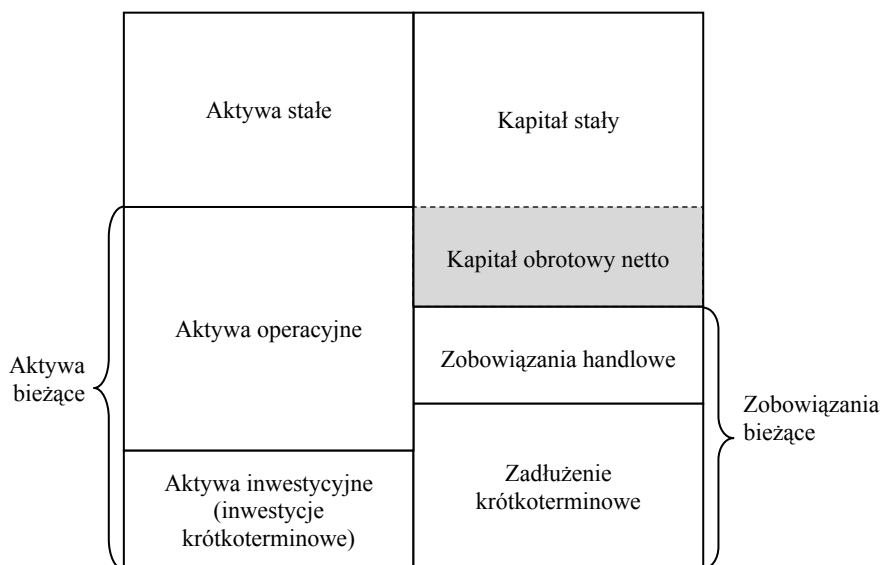 Aktywa stałe
Kapitał stały
Kapitał obrotowy netto
Aktywa operacyjne
Zobowiązania handlowe
Aktywa
bieżące
Zobowiązania
bieżące
Aktywa inwestycyjne
(inwestycje
krótkoterminowe)
Zadłużenie
krótkoterminowe